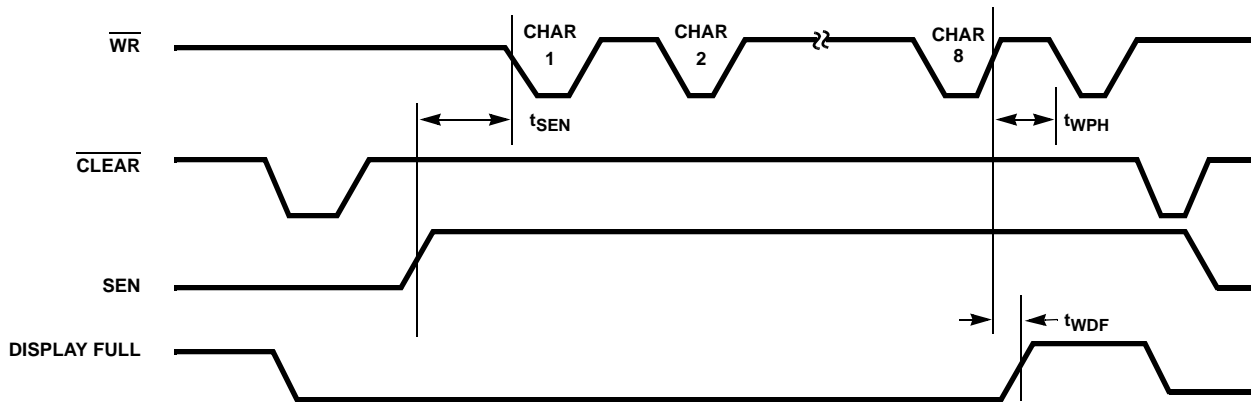 WR
CHAR
1
CHAR
2
CHAR
8
tSEN
tWPH
CLEAR
SEN
tWDF
DISPLAY FULL